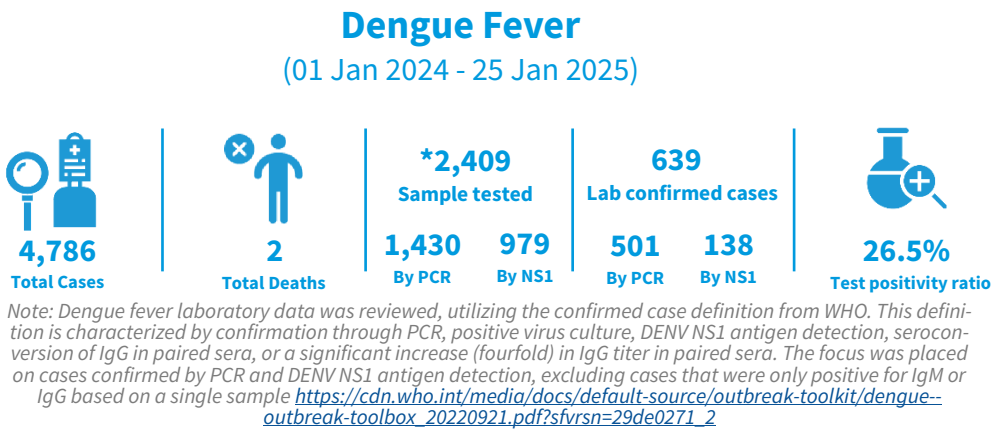 Dengue Fever
(01 Jan 2024 - 25 Jan 2025)
4,786
Total Cases
2
Total Deaths
*2,409
Sample tested
1,430 979
By PCR By NS1
639
Lab confirmed cases
501 138
By PCR By NS1
26.5%
Test positivity ratio
Note: Dengue fever laboratory data was reviewed, utilizing the confirmed case definition from WHO. This defini-
tion is characterized by confirmation through PCR, positive virus culture, DENV NS1 antigen detection, serocon-
version of IgG in paired sera, or a significant increase (fourfold) in IgG titer in paired sera. The focus was placed
on cases confirmed by PCR and DENV NS1 antigen detection, excluding cases that were only positive for IgM or
IgG based on a single sample https://cdn.who.int/media/docs/default-source/outbreak-toolkit/dengue--
outbreak-toolbox_20220921.pdf?sfvrsn=29de0271_2